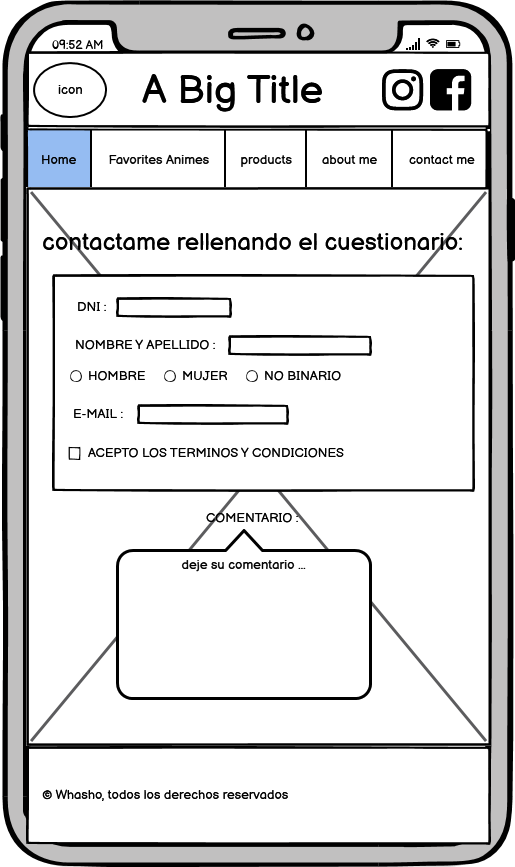 09:52 AM
icon
A Big Title
Home
Favorites Animes
products
about me
contact me
contactame rellenando el cuestionario:
DNI :
NOMBRE Y APELLIDO :
HOMBRE
MUJER
NO BINARIO
E-MAIL :
ACEPTO LOS TERMINOS Y CONDICIONES
COMENTARIO :
deje su comentario ...
© Whasho, todos los derechos reservados